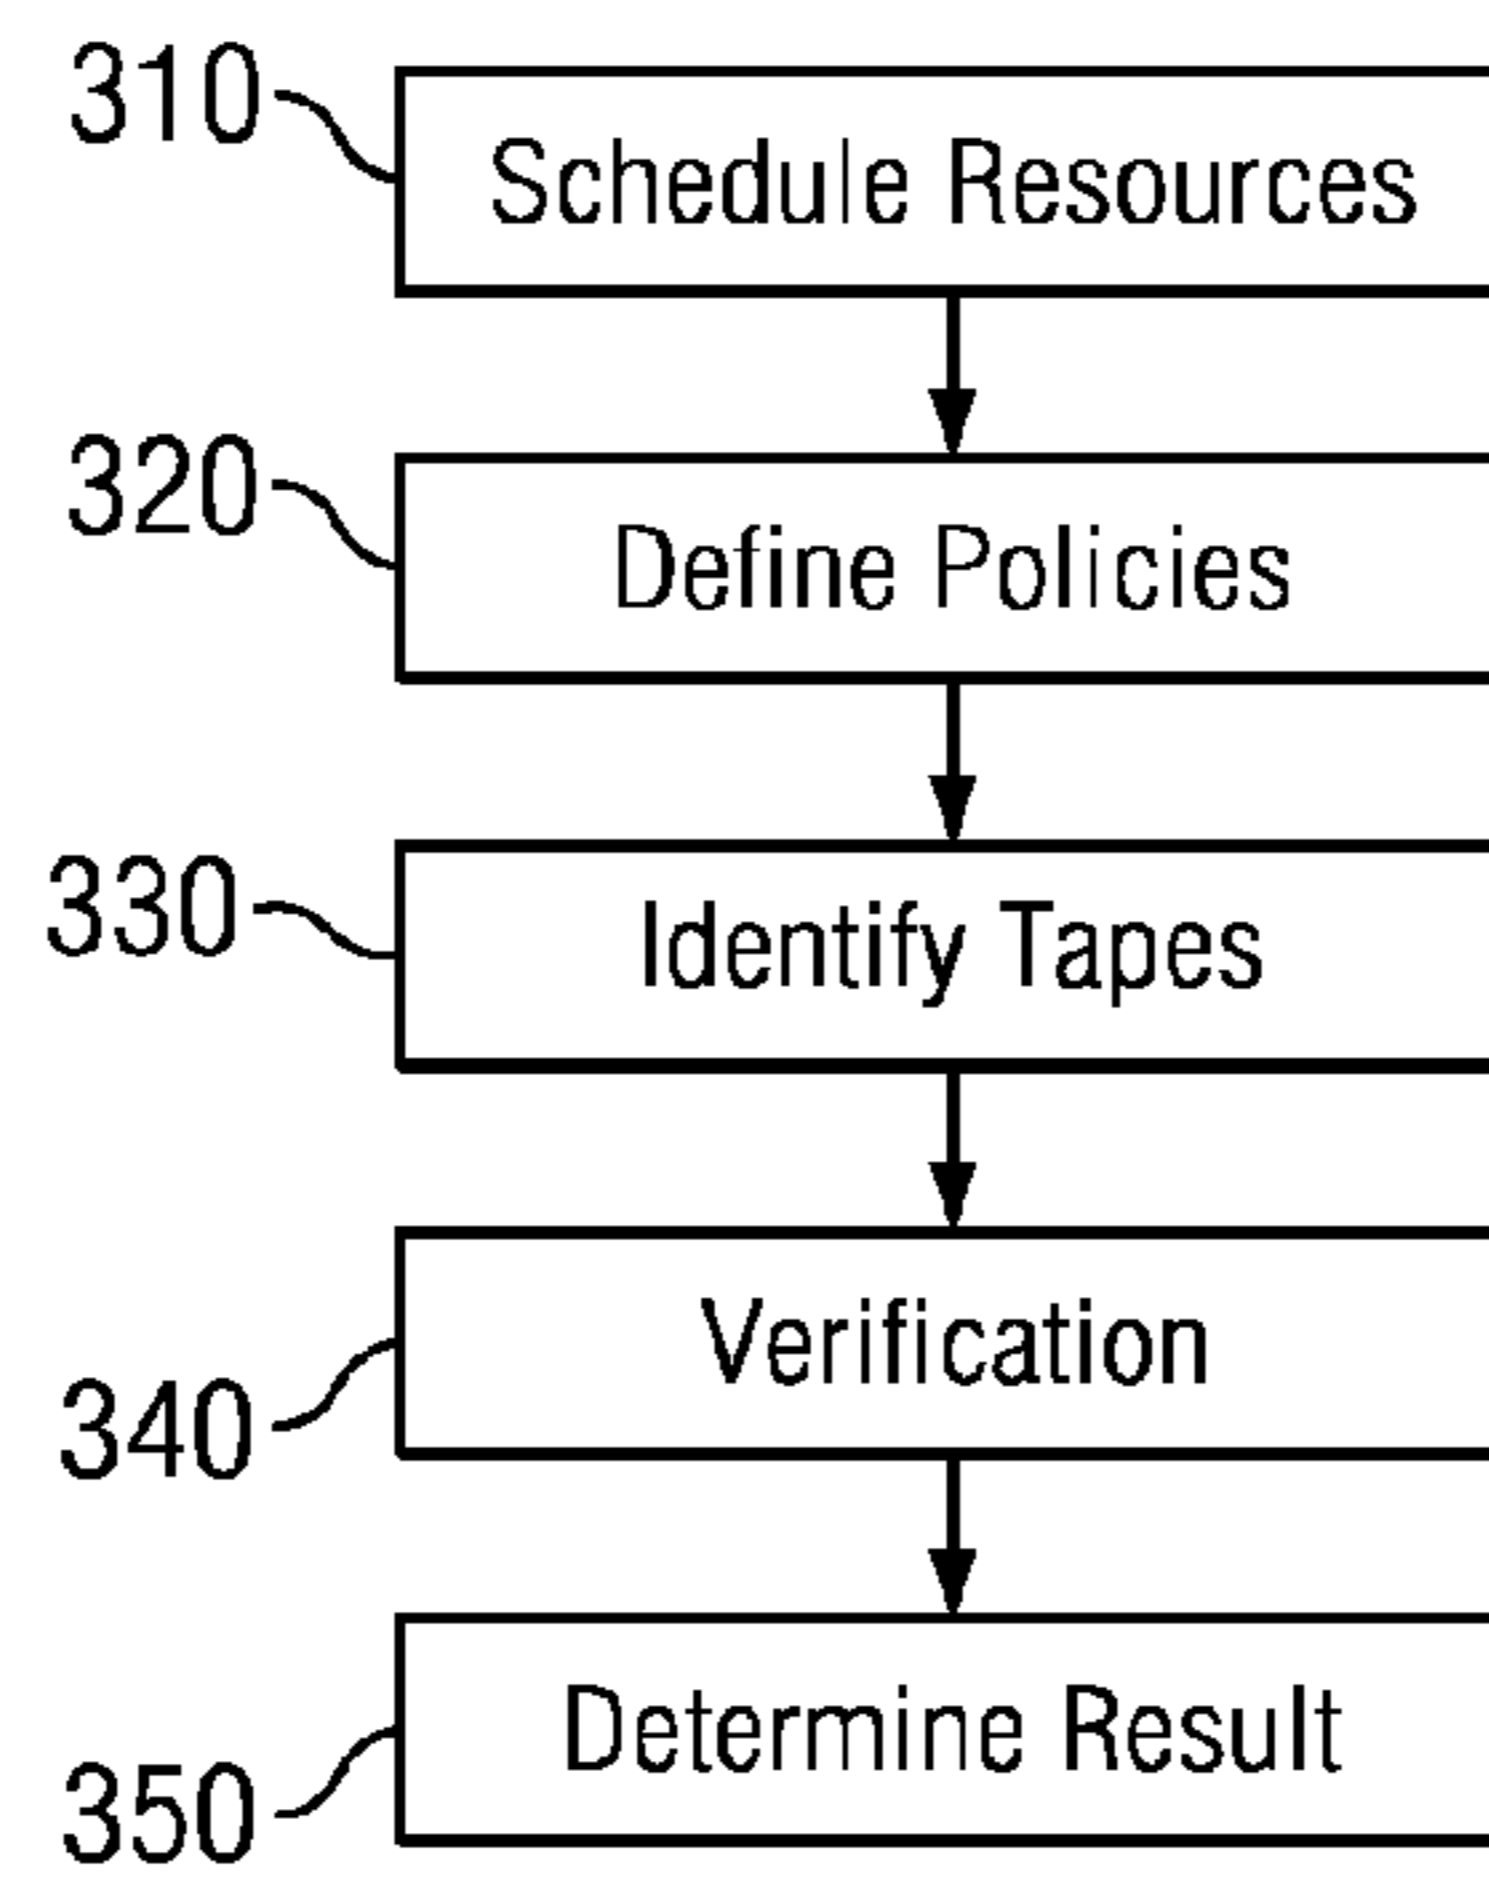 310
Schedule Resources
320
Define Policies
330
Identify Tapes
Verification
340
Determine Result
350